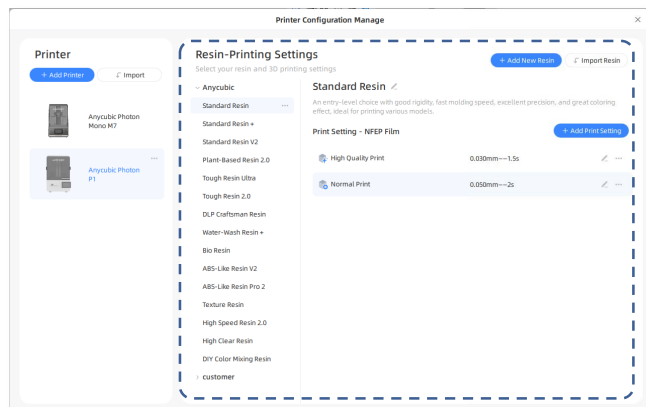 Printer Configuration Manage
Printer
+ Add Printer
Import
Anycubic Photon
Mono M7
Anycubic Photon
P1
Resin-Printing Settings
Select your resin and 3D printing settings
+ Add New Resin
Import Resin
Anycubic
Standard Resin
Standard Resin +
Standard Resin V2
Plant-Based Resin 2.0
Tough Resin Ultra
Tough Resin 2.0
DLP Craftsman Resin
Water-Wash Resin +
Bio Resin
ABS-Like Resin V2
ABS-Like Resin Pro 2
Texture Resin
High Speed Resin 2.0
High Clear Resin
DIY Color Mixing Resin
customer
Standard Resin
An entry-level choice with good rigidity, fast molding speed, excellent precision, and great coloring
effect, ideal for printing various models.
Print Setting - NFEP Film
+ Add Print Setting
High Quality Print 0.030mm~~1.5s
Normal Print 0.050mm~~2s